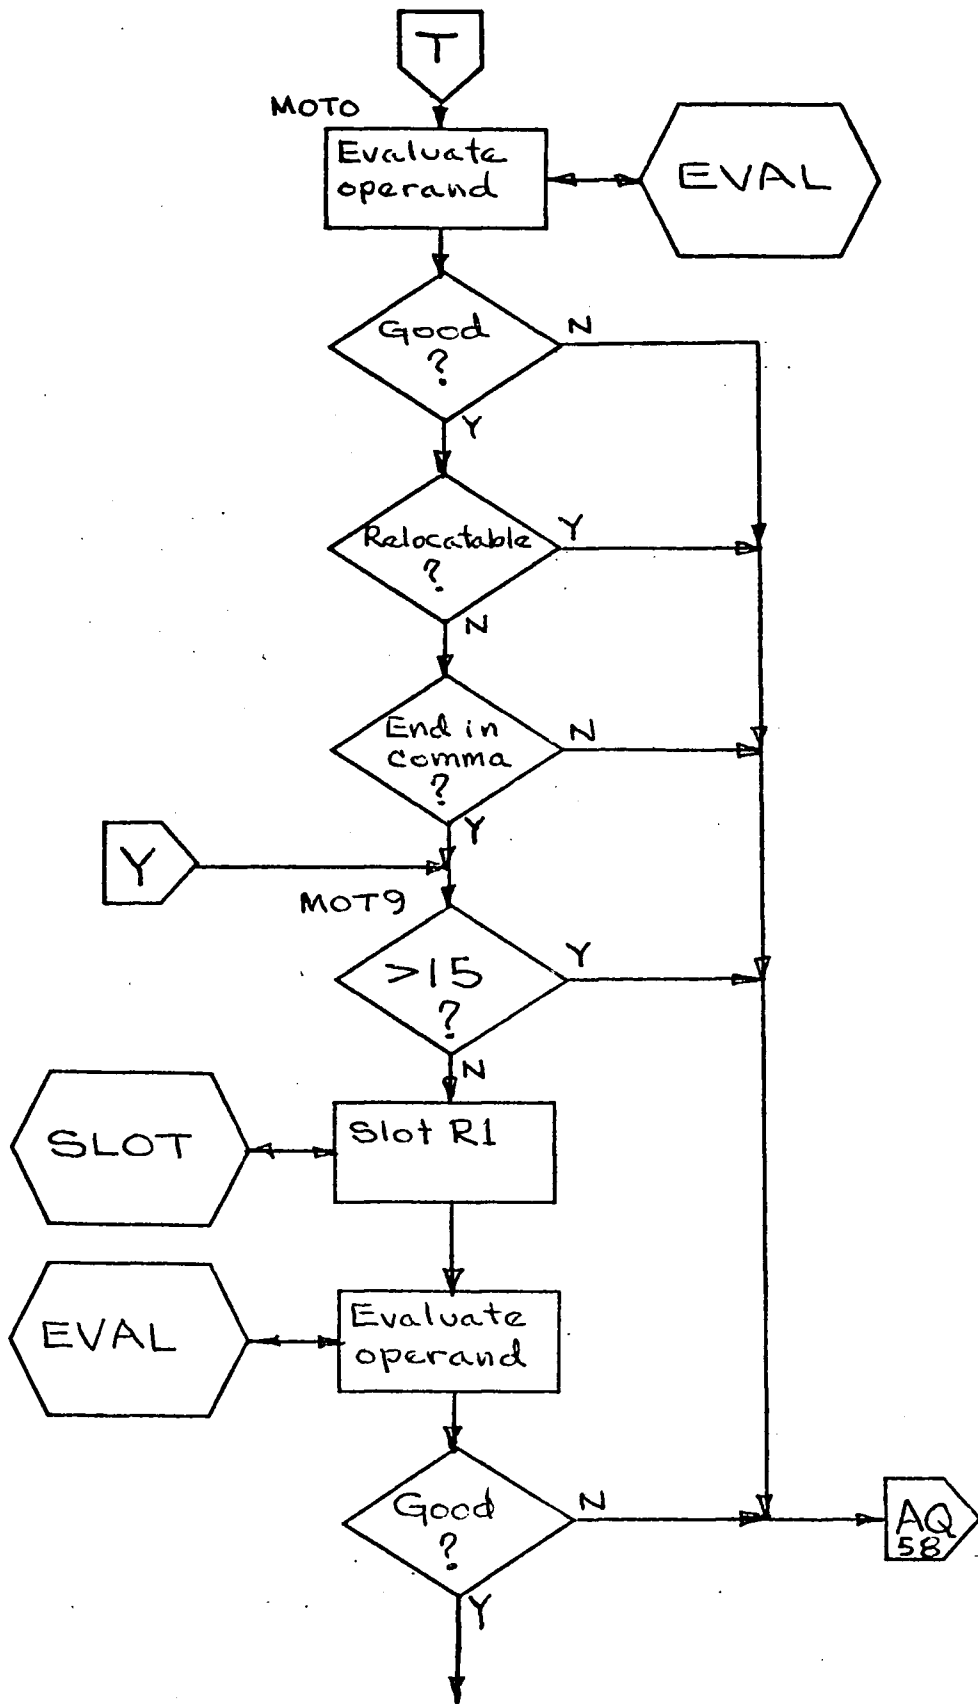 T
MOT0
Evaluate
operand
EVAL
Good
?
N
Y
Relocatable
?
Y
N
End in
comma
?
N
Y
Y
MOT9
>15
?
Y
N
SLOT
Slot R1
EVAL
Evaluate
operand
Good
?
N
AQ
58
Y